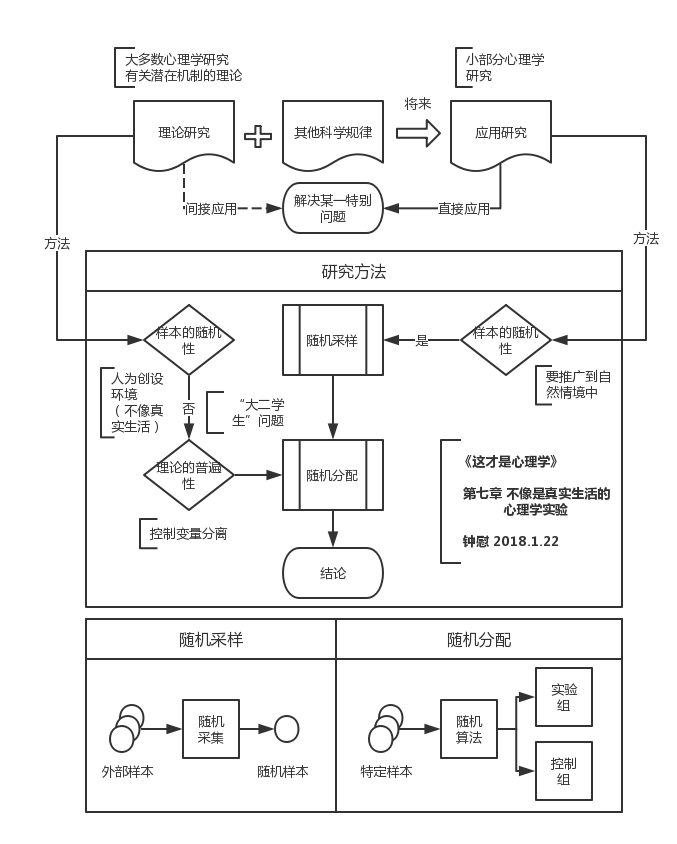 大多数心理学研究
有关潜在机制的理论
小部分心理学
研究
理论研究
其他科学规律
将来
应用研究
间接应用
解决某一特别
问题
直接应用
方法
方法
研究方法
样本的随机
性
随机采样
是
样本的随机
性
人为创设
环境
（不像真
实生活）
否
“大二学
生”问题
要推广到自
然情境中
理论的普遍
性
随机分配
控制变量分离
结论
《这才是心理学》
第七章 不像是真实生活的
心理学实验
钟慰 2018.1.22
随机采样
随机分配
外部样本
随机
采集
随机样本
特定样本
随机
算法
实验
组
控制
组